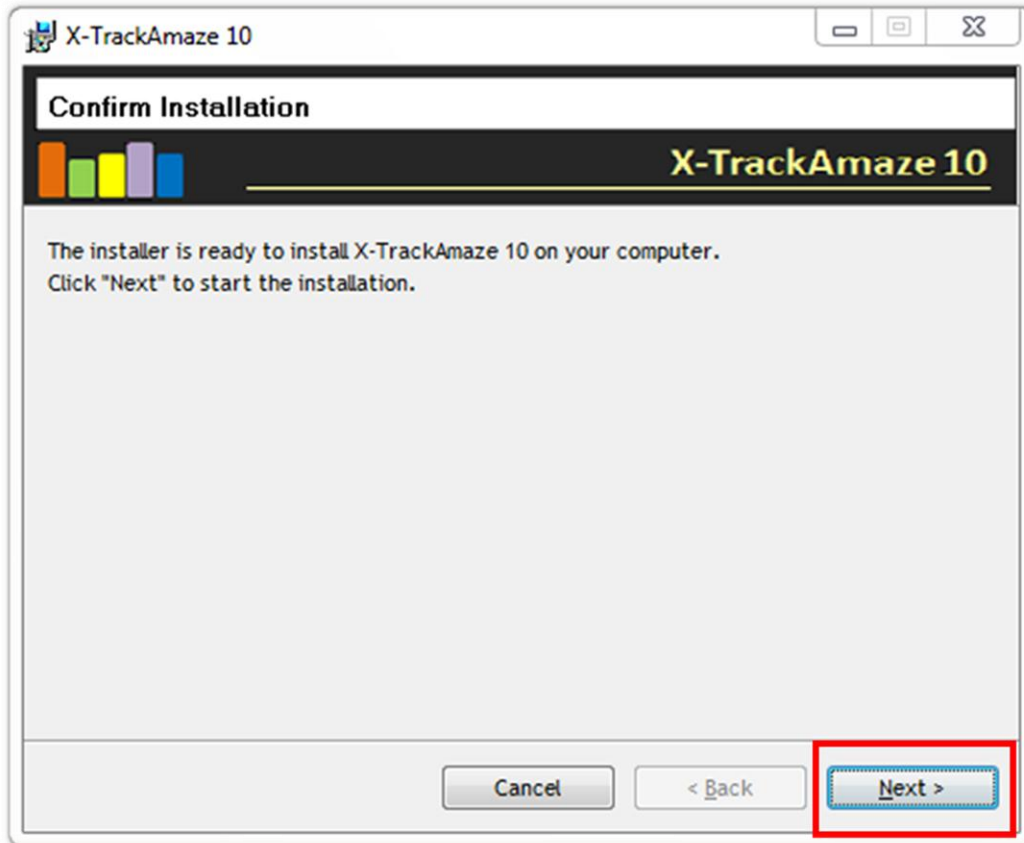 X-TrackAmaze 10
Confirm Installation
X-TrackAmaze 10
The installer is ready to install X-TrackAmaze 10 on your computer.
Click "Next" to start the installation.
Cancel
< Back
Next >